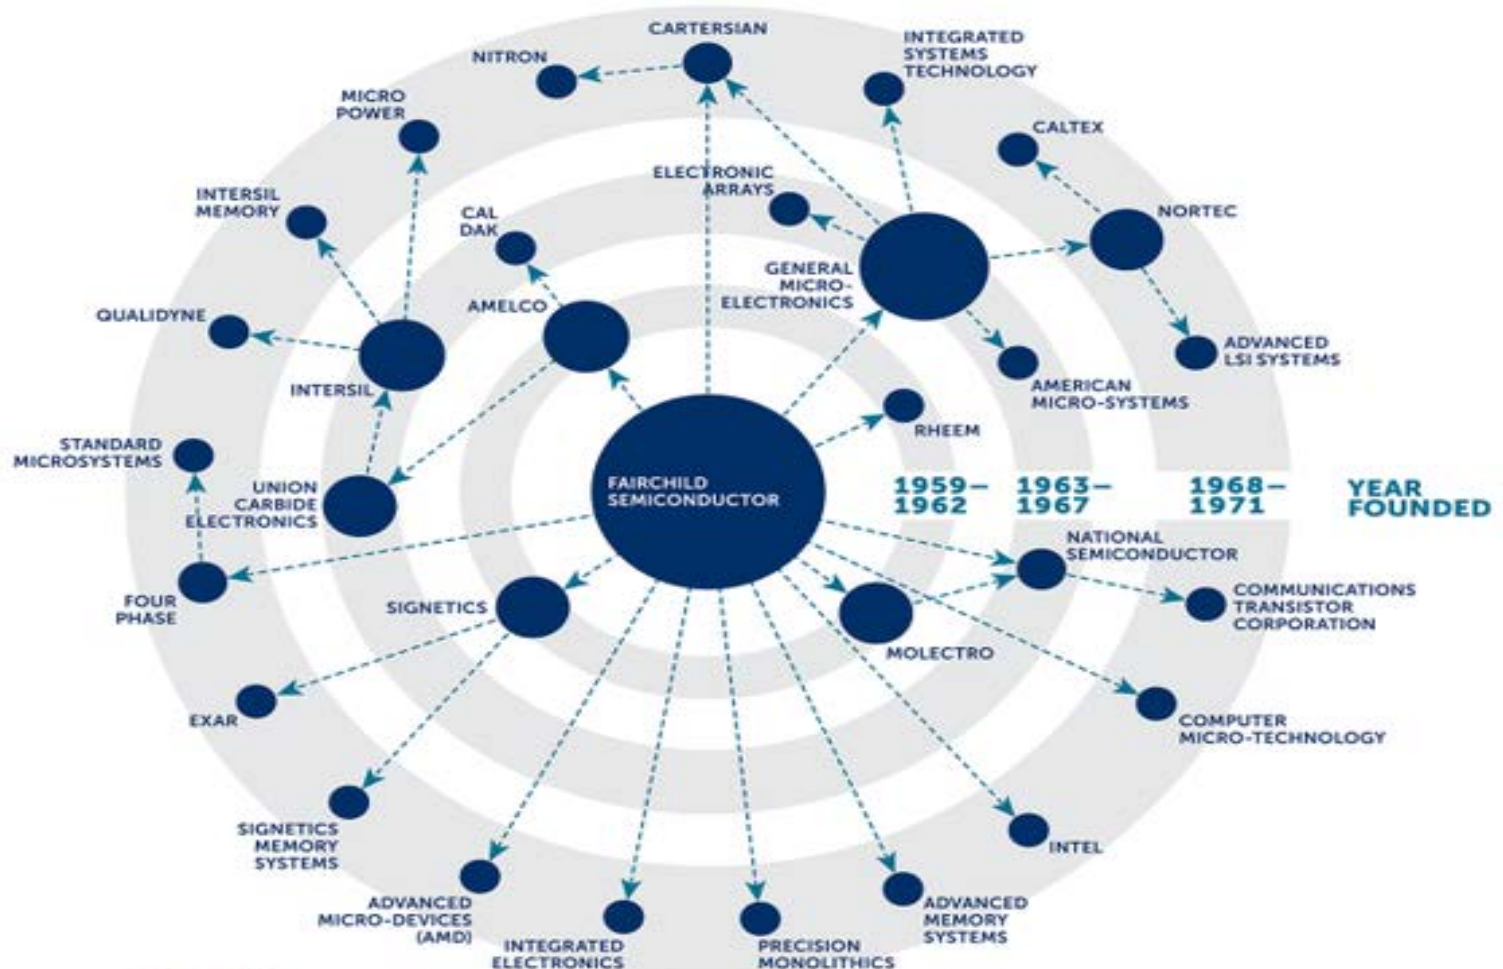 CARTERSIAN
NITRON
INTEGRATED
SYSTEMS
TECHNOLOGY
MICRO
POWER
CALTEX
ELECTRONIC
ARRAYS
INTERSIL
MEMORY
CAL
DAK
NORTEC
GENERAL
MICRO-
ELECTRONICS
AMELCO
QUALIDYNE
ADVANCED
LSI SYSTEMS
INTERSIL
AMERICAN
MICRO-SYSTEMS
RHEEM
STANDARD
MICROSYSTEMS
UNION
CARBIDE
ELECTRONICS
FAIRCHILD
SEMICONDUCTOR
1959–
1962
1963–
1967
1968–
1971
YEAR
FOUNDED
NATIONAL
SEMICONDUCTOR
FOUR
PHASE
SIGNETICS
COMMUNICATIONS
TRANSISTOR
CORPORATION
MOLECTRO
EXAR
COMPUTER
MICRO-TECHNOLOGY
SIGNETICS
MEMORY
SYSTEMS
INTEL
ADVANCED
MICRO-DEVICES
(AMD)
INTEGRATED
ELECTRONICS
PRECISION
MONOLITHICS
ADVANCED
MEMORY
SYSTEMS